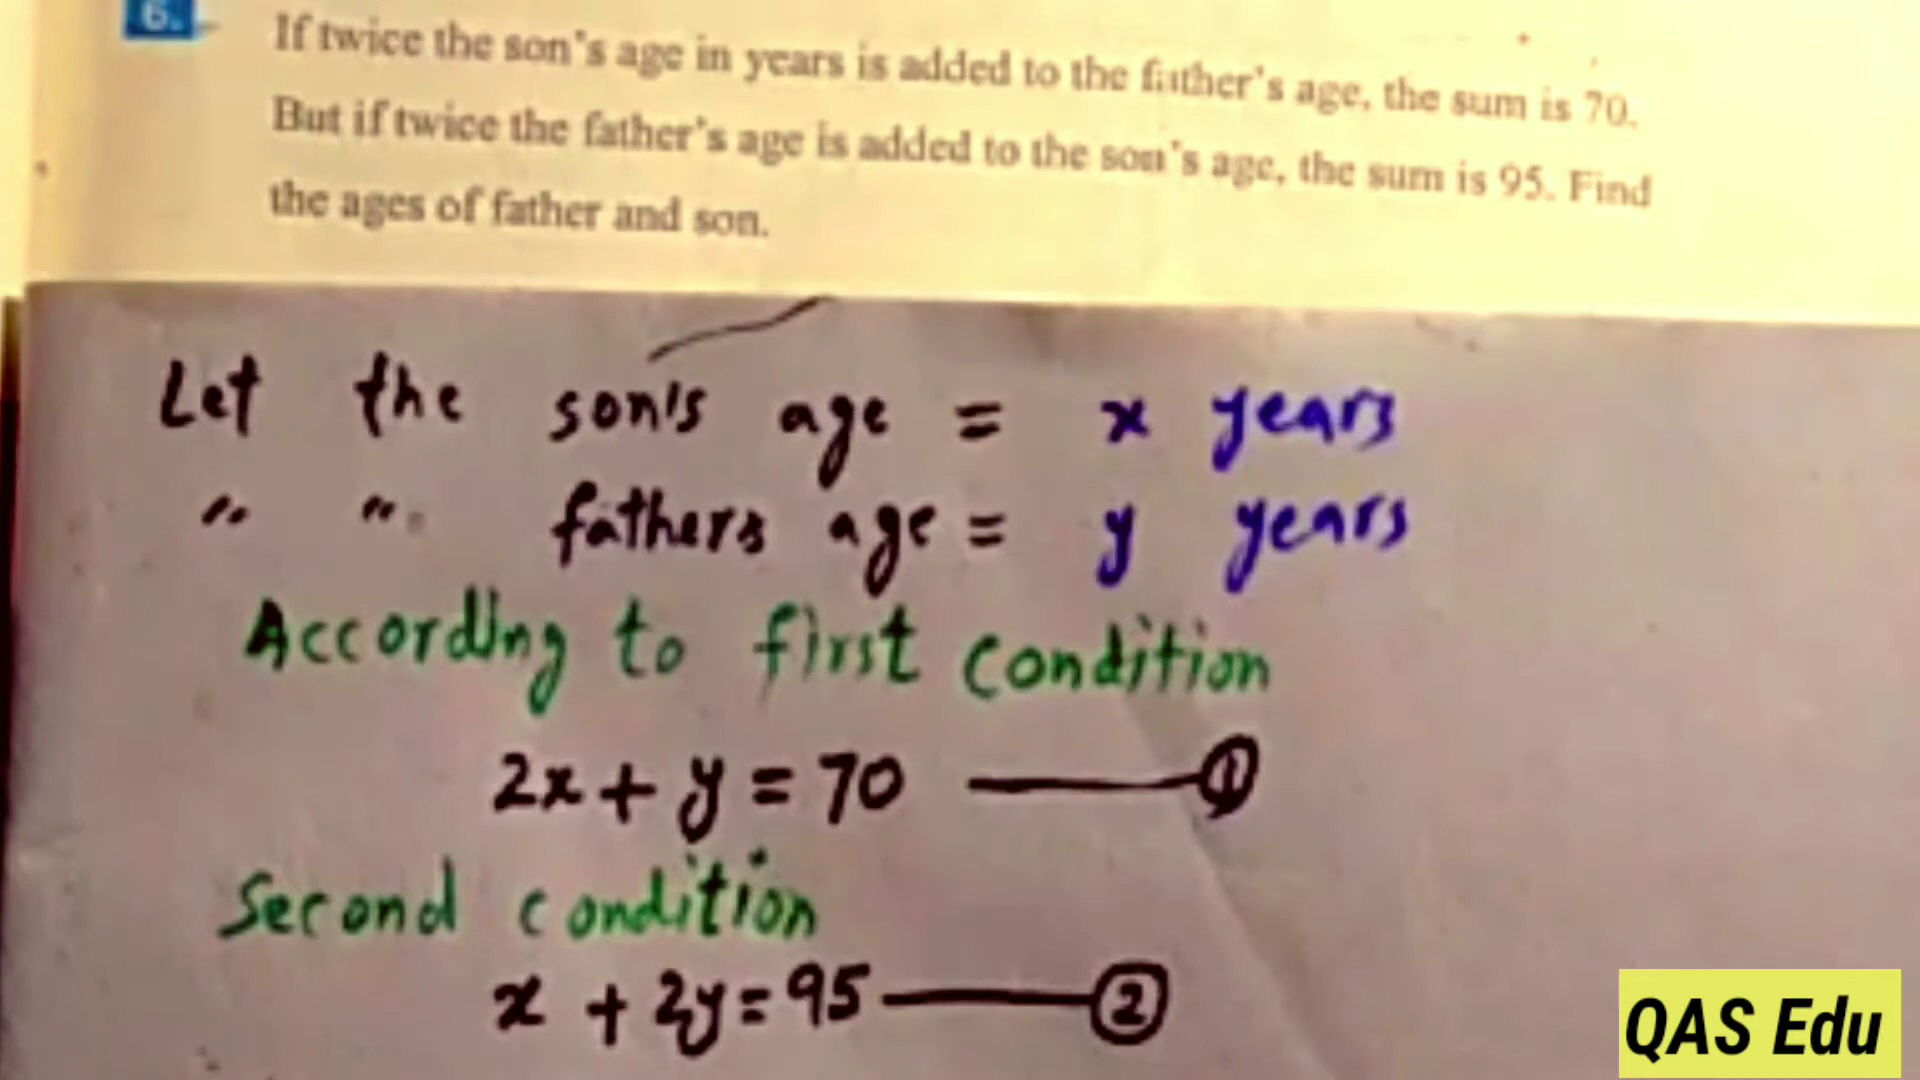 6. If twice the son's age in years is added to the father's age, the sum is 70.
But if twice the father's age is added to the son's age, the sum is 95. Find
the ages of father and son.
Let the son's age = x years
" " fathers age = y years
According to first condition
2x + y = 70 —— ①
Second condition
x + 2y = 95 —— ②
QAS Edu